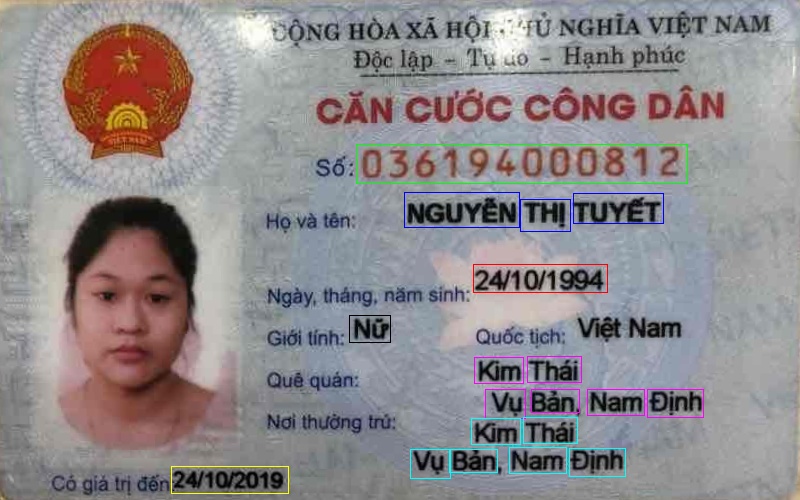 CỘNG HÒA XÃ HỘI CHỦ NGHĨA VIỆT NAM
Độc lập - Tự do - Hạnh phúc
CĂN CƯỚC CÔNG DÂN
VIỆT NAM
Số: 036194000812
Họ và tên: NGUYỄN THỊ TUYẾT
Ngày, tháng, năm sinh: 24/10/1994
Giới tính: Nữ Quốc tịch: Việt Nam
Quê quán: Kim Thái
Vụ Bản, Nam Định
Nơi thường trú: Kim Thái
Vụ Bản, Nam Định
Có giá trị đến 24/10/2019